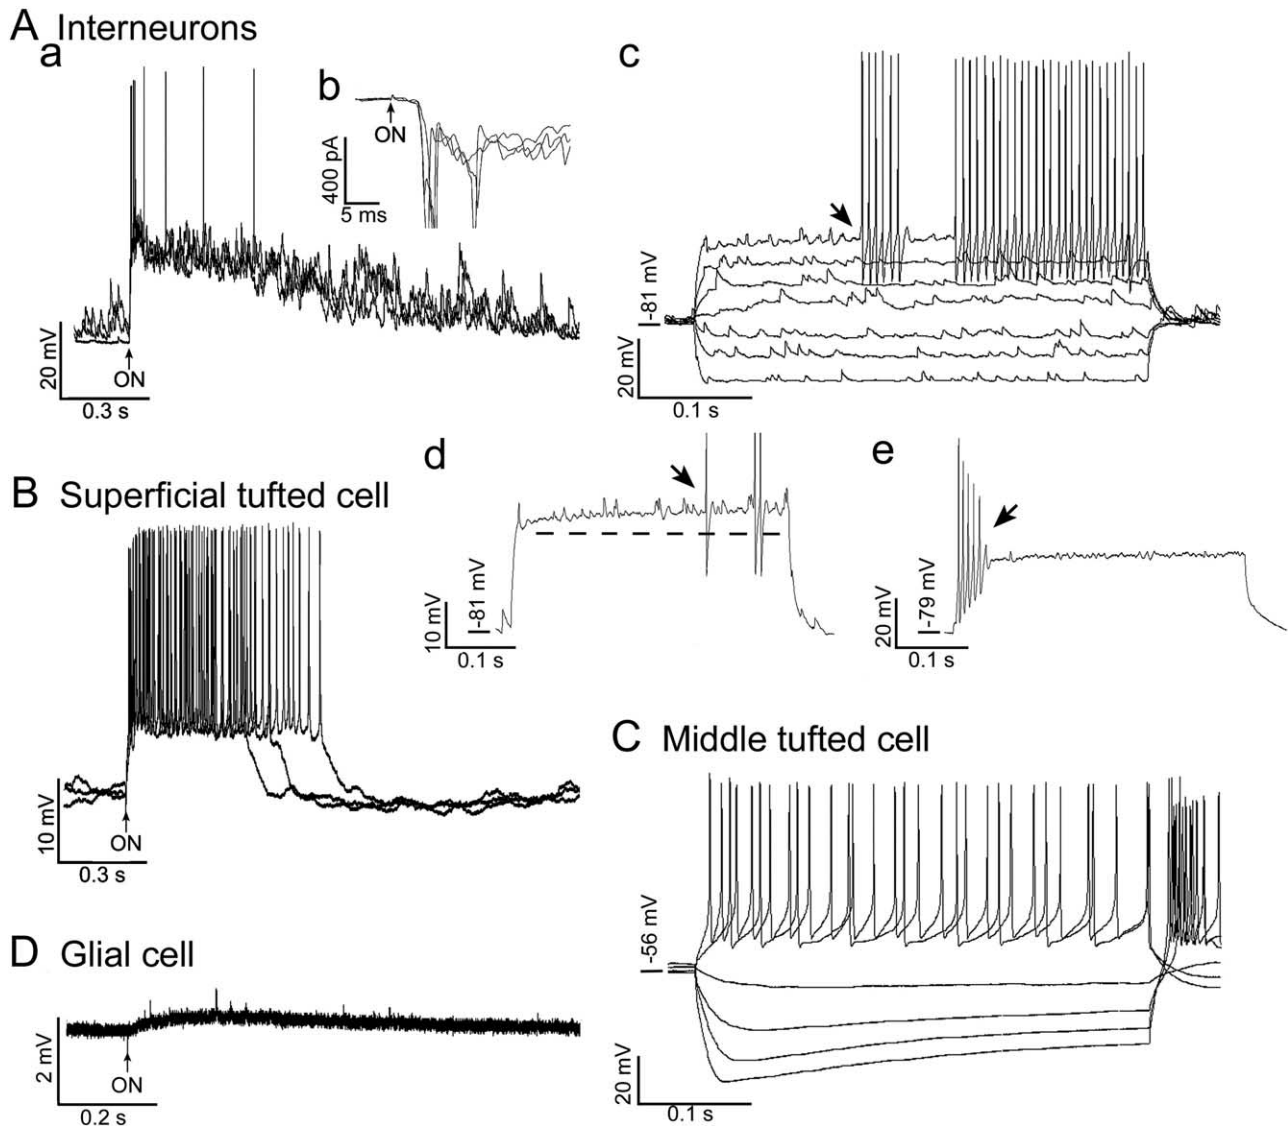 A Interneurons
a
b
ON
400 pA
5 ms
20 mV
ON
0.3 s
c
-81 mV
20 mV
0.1 s
d
-81 mV
10 mV
0.1 s
e
-79 mV
20 mV
0.1 s
B Superficial tufted cell
10 mV
ON
0.3 s
C Middle tufted cell
-56 mV
20 mV
0.1 s
D Glial cell
2 mV
ON
0.2 s